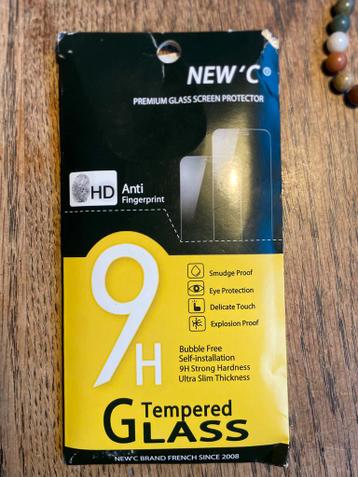 NEW'C®
PREMIUM GLASS SCREEN PROTECTOR
HD Anti
Fingerprint
9H
Smudge Proof
Eye Protection
Delicate Touch
Explosion Proof
Bubble Free
Self-installation
9H Strong Hardness
Ultra Slim Thickness
Tempered
GLASS
NEW'C BRAND FRENCH SINCE 2008